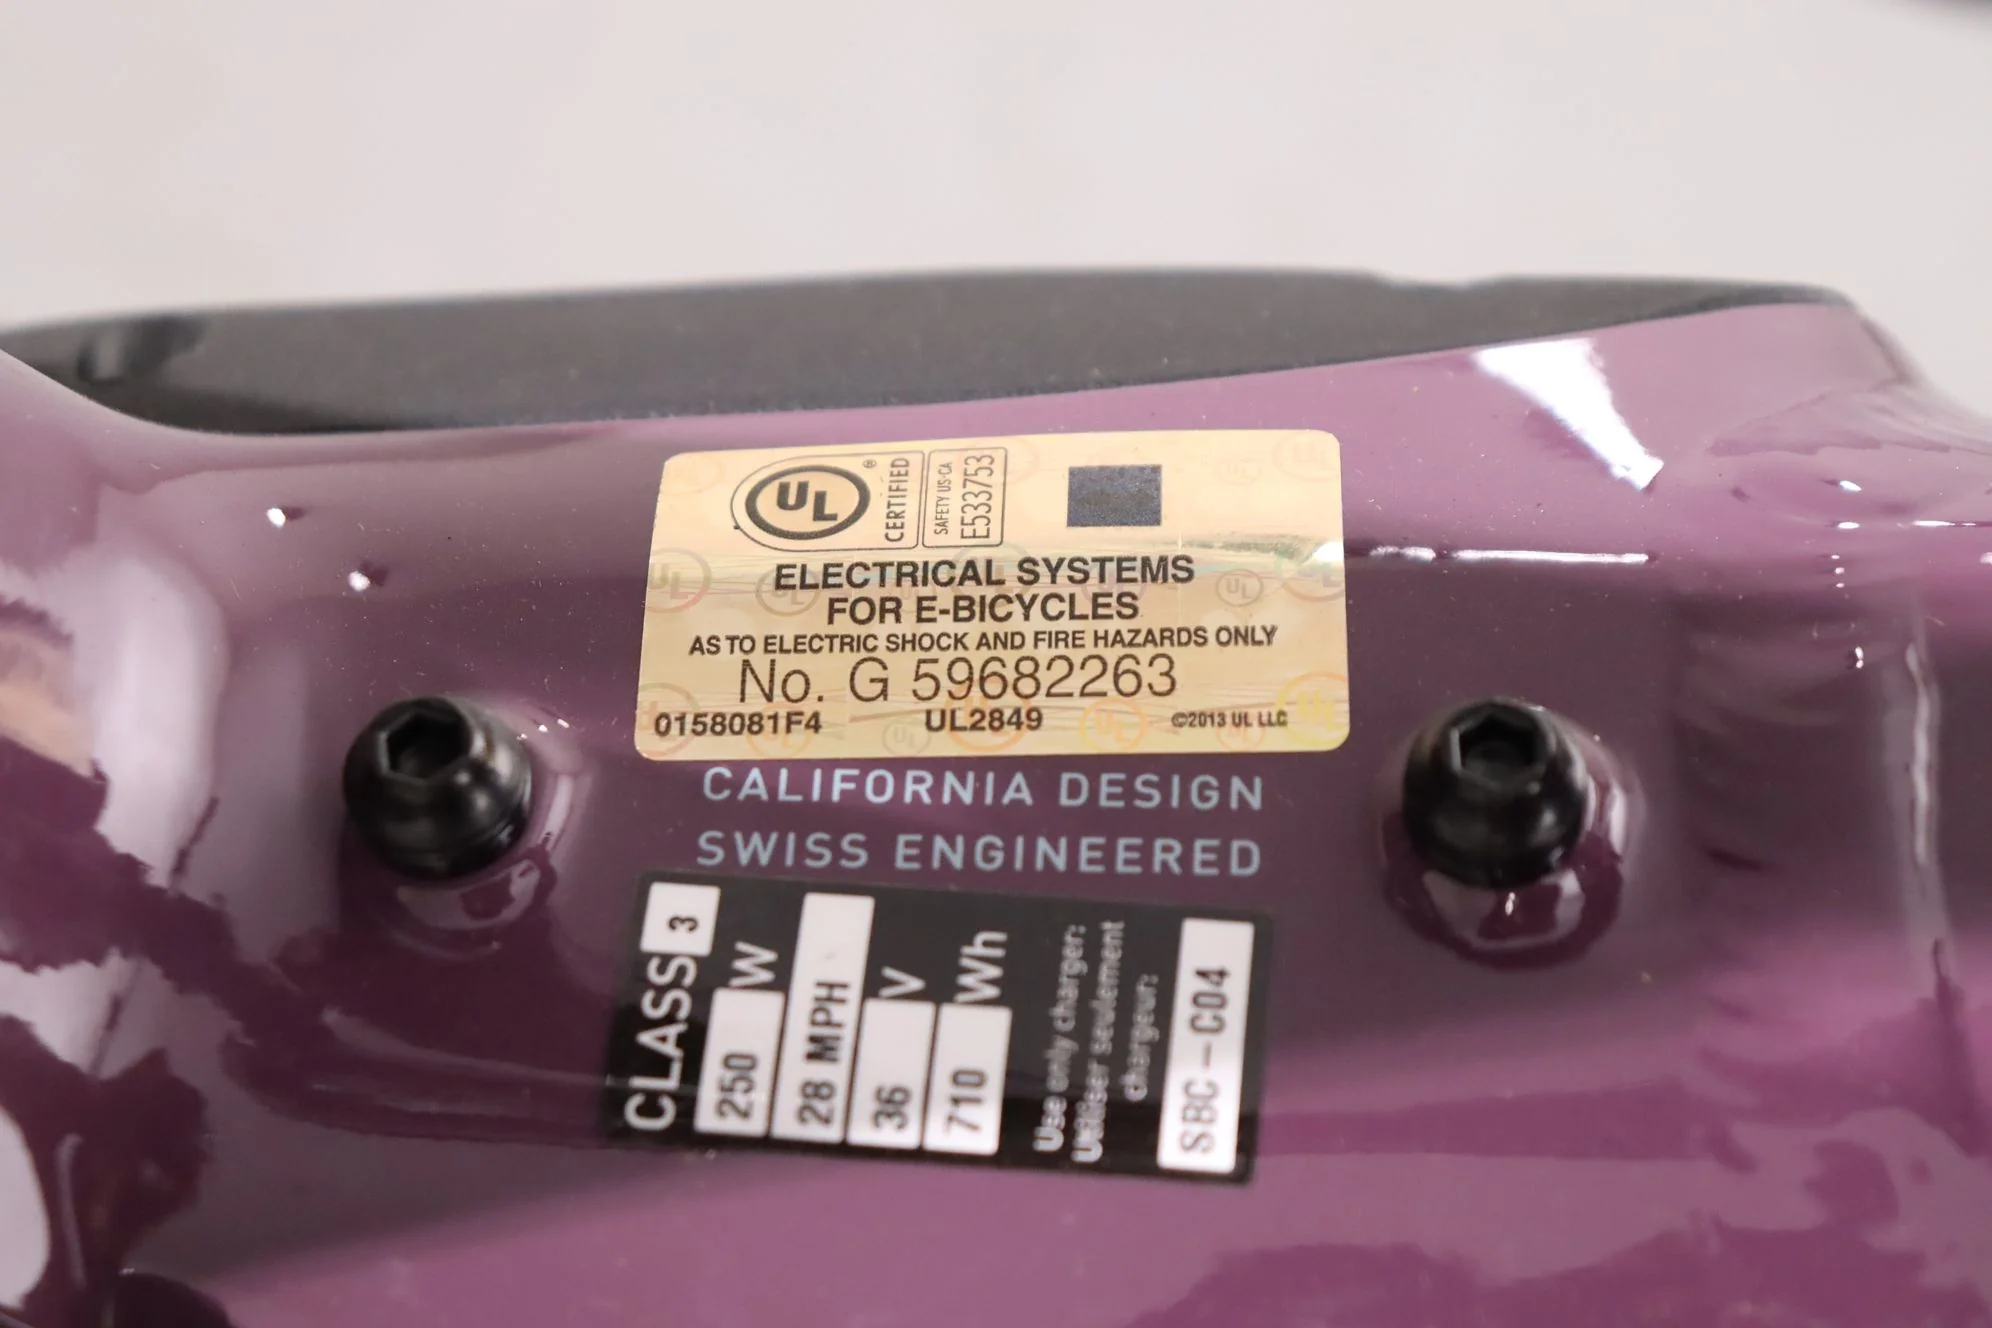 UL ® CERTIFIED
SAFETY US-CA
E533753
ELECTRICAL SYSTEMS
FOR E-BICYCLES
AS TO ELECTRIC SHOCK AND FIRE HAZARDS ONLY
No. G 59682263
0158081F4 UL2849 ©2013 UL LLC
CALIFORNIA DESIGN
SWISS ENGINEERED
CLASS 3
250 W
28 MPH
36 V
710 Wh
Use only charger:
utiliser seulement
chargeur:
SBC-C04